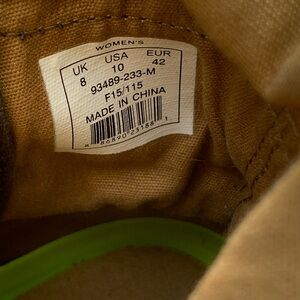 WOMEN'S
UK USA EUR
8 10 42
93489-233-M
F15/115
MADE IN CHINA